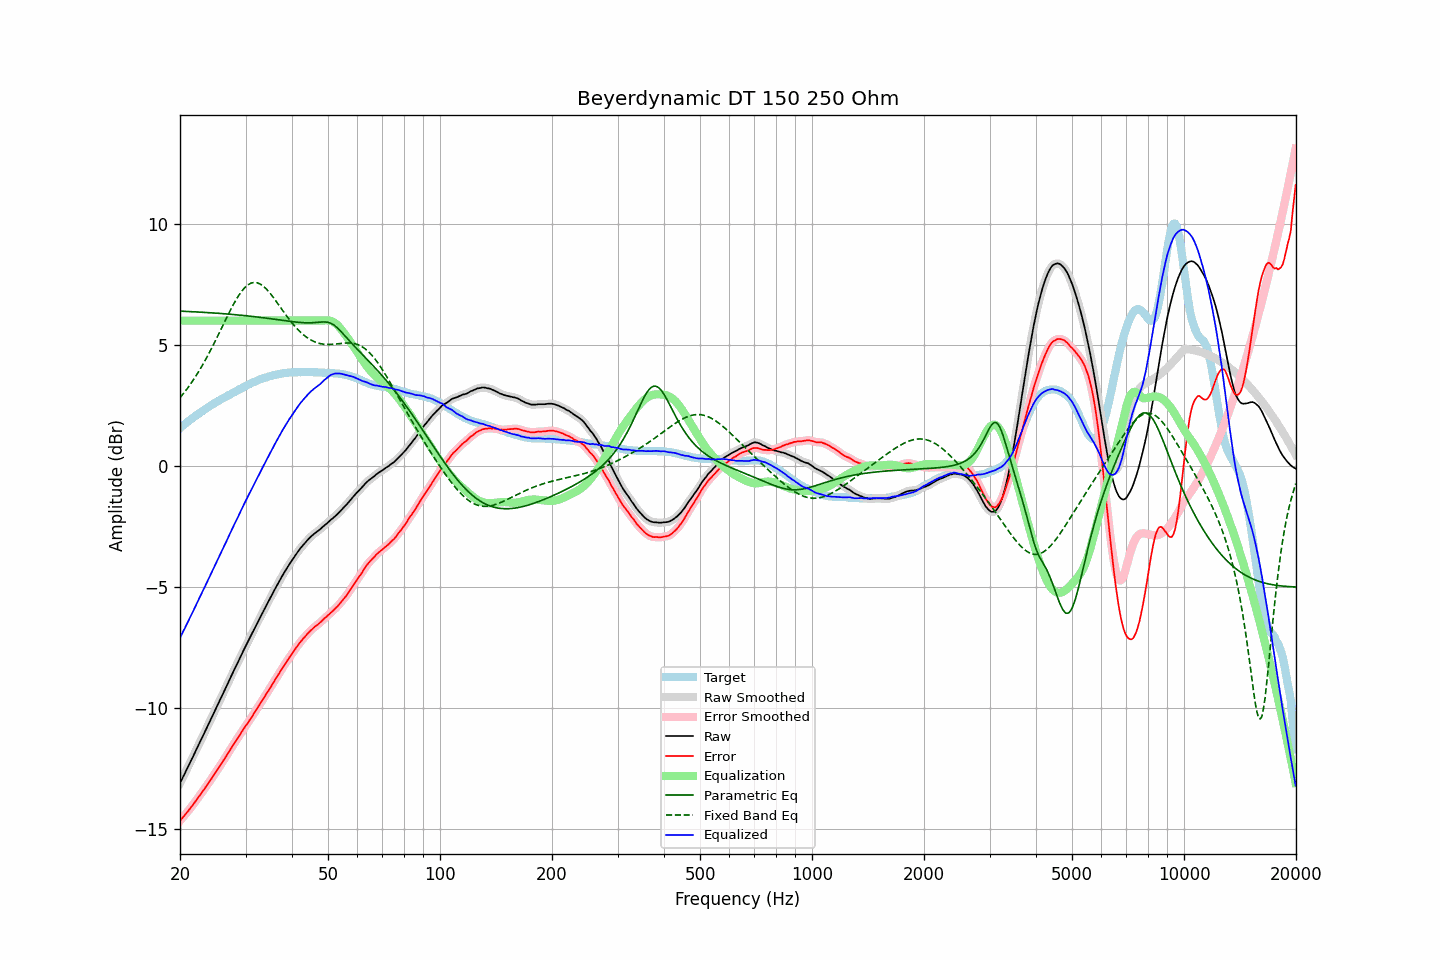 Beyerdynamic DT 150 250 Ohm
Amplitude (dBr)
10
5
0
−5
−10
−15
20
50
100
200
500
1000
2000
5000
10000
20000
Frequency (Hz)
Target
Raw Smoothed
Error Smoothed
Raw
Error
Equalization
Parametric Eq
Fixed Band Eq
Equalized